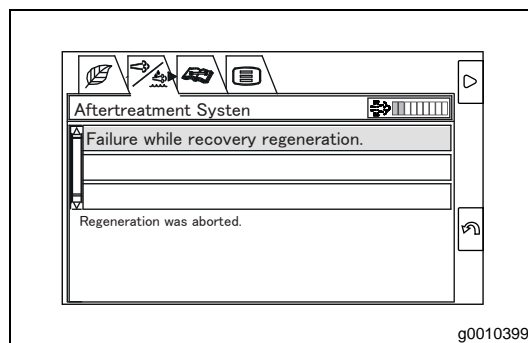 Aftertreatment Systen
Failure while recovery regeneration.
Regeneration was aborted.
g0010399